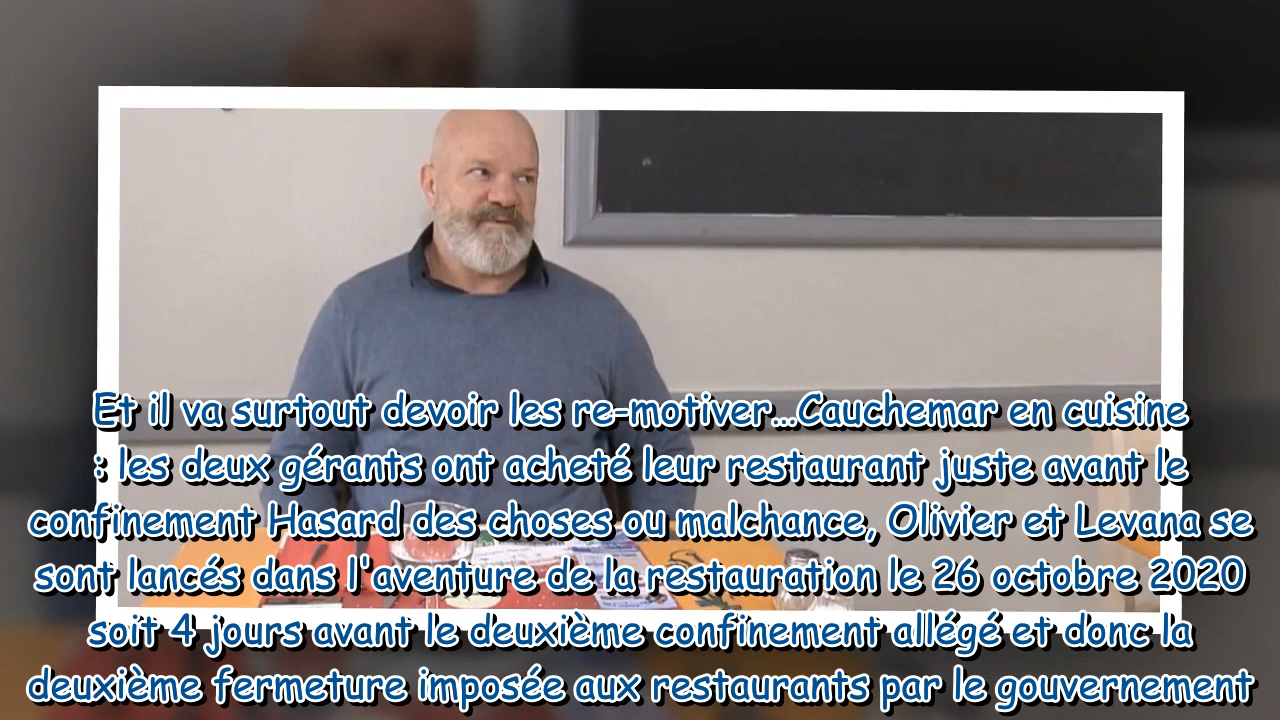 Et il va surtout devoir les re-motiver...Cauchemar en cuisine
: les deux gérants ont acheté leur restaurant juste avant le
confinement Hasard des choses ou malchance, Olivier et Levana se
sont lancés dans l'aventure de la restauration le 26 octobre 2020
soit 4 jours avant le deuxième confinement allégé et donc la
deuxième fermeture imposée aux restaurants par le gouvernement